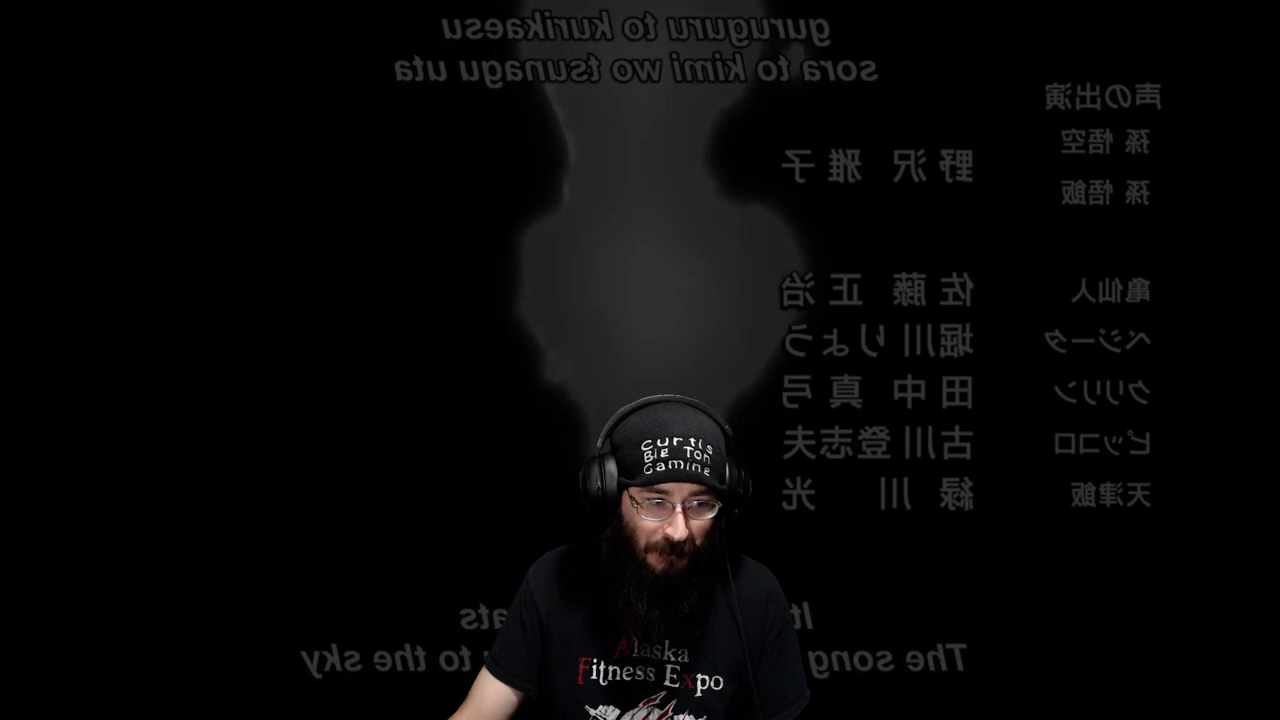 guruguru to kurikaesu
sora to kimi wo tsunagu uta
声の出演
孫 悟空
野沢 雅子
孫 悟飯
亀仙人 佐藤 正治
ベジータ 堀川りょう
クリリン 田中 真弓
ピッコロ 古川登志夫
天津飯 緑川 光
Curtis
Big Ton
Gaming
It
The song to the sky
Alaska
Fitness Expo